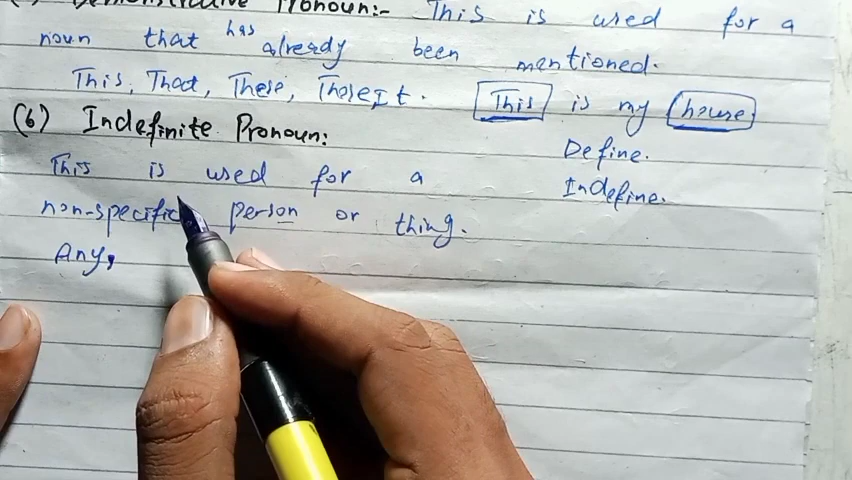 Demonstrative Pronoun:- This is used for a
noun that has already been mentioned.
This, That, These, Those, It. This is my house
(6) Indefinite Pronoun:
Define.
This is used for a
Indefine.
non-specific person or thing.
Any,